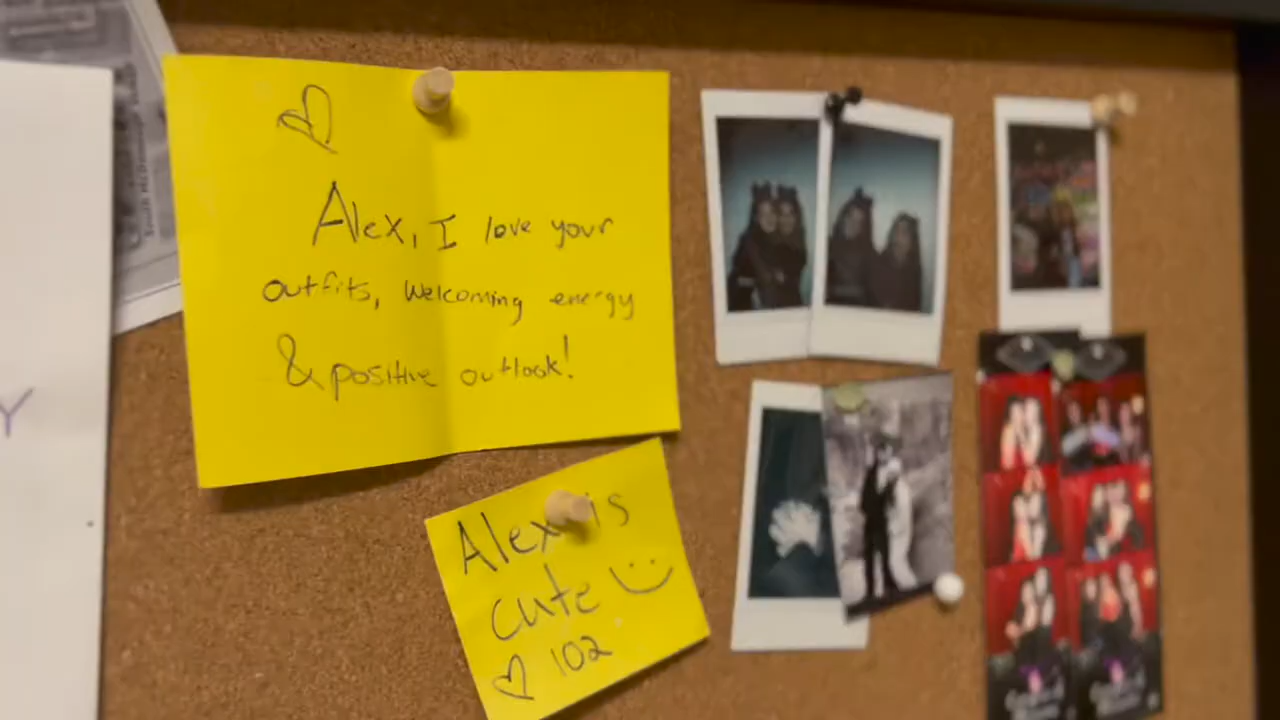 Alex, I love your
outfits, welcoming energy
& positive outlook!
Alex is
cute
102
Y